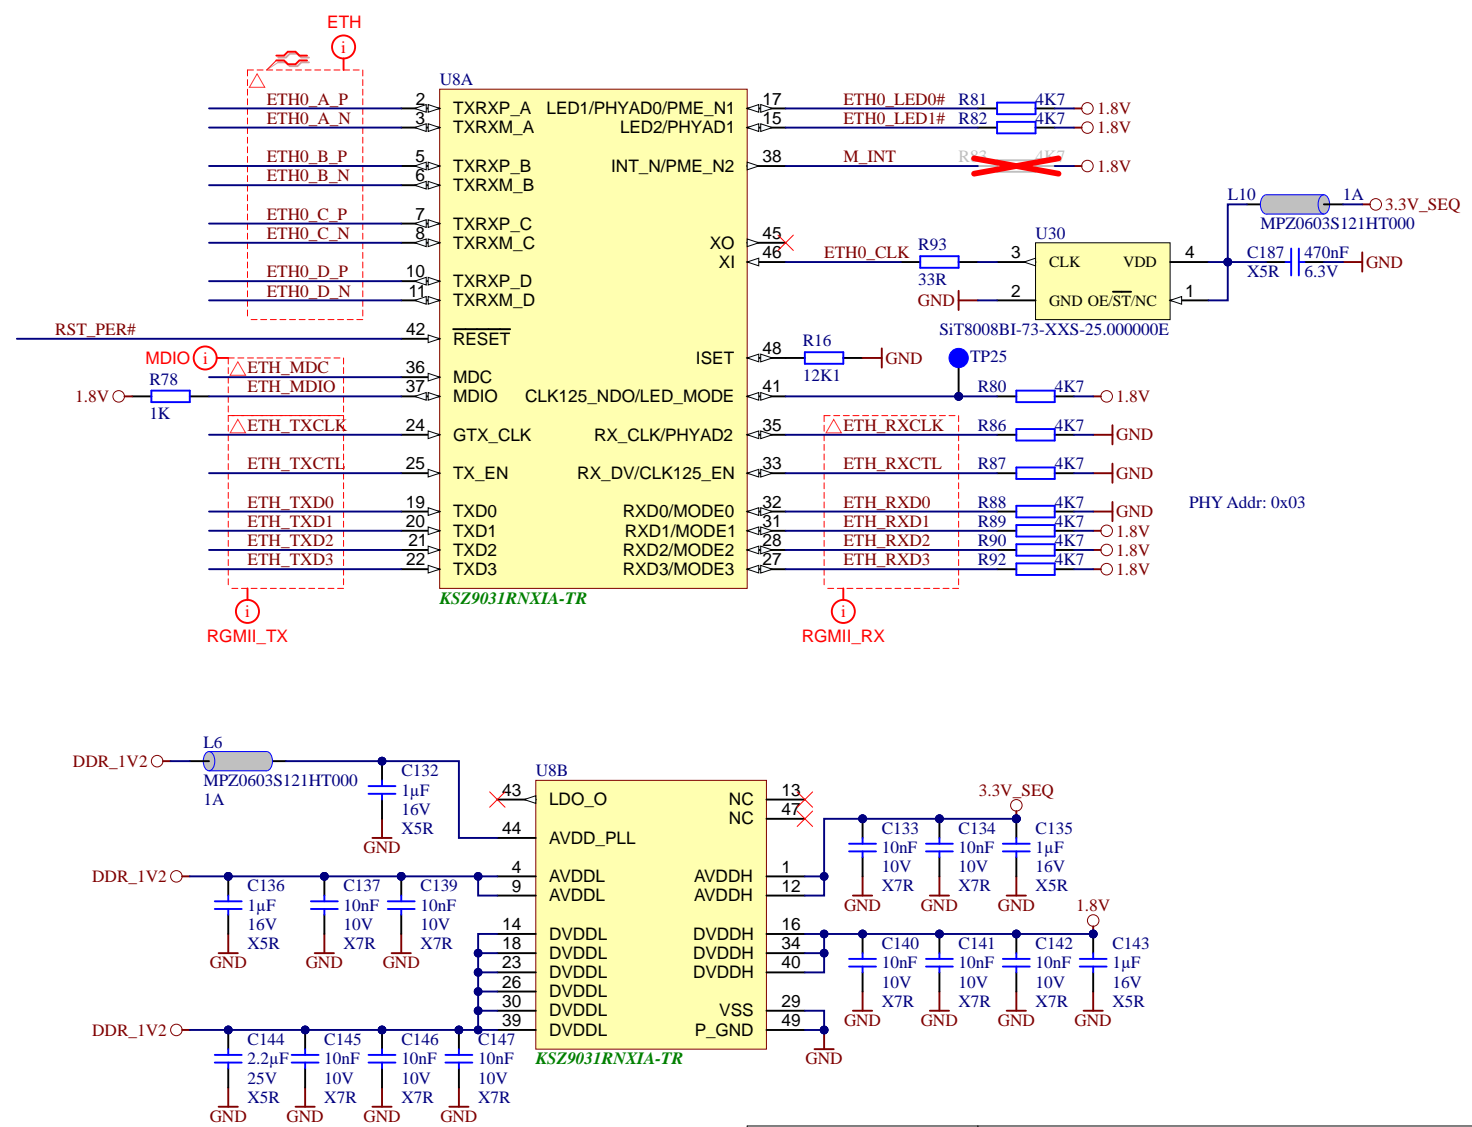 ETH
U8A
ETH0_A_P 2 TXRXP_A LED1/PHYAD0/PME_N1 17 ETH0_LED0# R81 4K7 1.8V
ETH0_A_N 3 TXRXM_A LED2/PHYAD1 15 ETH0_LED1# R82 4K7 1.8V
ETH0_B_P 5 TXRXP_B INT_N/PME_N2 38 M_INT R83 4K7 1.8V
ETH0_B_N 6 TXRXM_B
L10 1A 3.3V_SEQ
MPZ0603S121HT000
ETH0_C_P 7 TXRXP_C
ETH0_C_N 8 TXRXM_C XO 45
U30
XI 46 ETH0_CLK R93 33R 3 CLK VDD 4 C187 470nF GND
X5R 6.3V
ETH0_D_P 10 TXRXP_D
ETH0_D_N 11 TXRXM_D GND 2 GND OE/ST/NC 1
SiT8008BI-73-XXS-25.000000E
RST_PER# 42 RESET
MDIO
ISET 48 R16 12K1 GND
TP25
ETH_MDC 36 MDC
1.8V R78 1K ETH_MDIO 37 MDIO CLK125_NDO/LED_MODE 41 R80 4K7 1.8V
ETH_TXCLK 24 GTX_CLK RX_CLK/PHYAD2 35 ETH_RXCLK R86 4K7 GND
ETH_TXCTL 25 TX_EN RX_DV/CLK125_EN 33 ETH_RXCTL R87 4K7 GND
ETH_TXD0 19 TXD0 RXD0/MODE0 32 ETH_RXD0 R88 4K7 GND PHY Addr: 0x03
ETH_TXD1 20 TXD1 RXD1/MODE1 31 ETH_RXD1 R89 4K7 1.8V
ETH_TXD2 21 TXD2 RXD2/MODE2 28 ETH_RXD2 R90 4K7 1.8V
ETH_TXD3 22 TXD3 RXD3/MODE3 27 ETH_RXD3 R92 4K7 1.8V
KSZ9031RNXIA-TR
RGMII_TX RGMII_RX
L6
DDR_1V2
MPZ0603S121HT000
1A
C132
1µF
16V
X5R
GND
U8B
43 LDO_O NC 13
NC 47
44 AVDD_PLL
3.3V_SEQ
DDR_1V2 4 AVDDL AVDDH 1
9 AVDDL AVDDH 12
C136 C137 C139
1µF 10nF 10nF
16V 10V 10V
X5R X7R X7R
GND GND GND
C133 C134 C135
10nF 10nF 1µF
10V 10V 16V
X7R X7R X5R
GND GND GND
1.8V
14 DVDDL DVDDH 16
18 DVDDL DVDDH 34
23 DVDDL DVDDH 40
26 DVDDL
30 DVDDL VSS 29
DDR_1V2 39 DVDDL P_GND 49
GND
C140 C141 C142 C143
10nF 10nF 10nF 1µF
10V 10V 10V 16V
X7R X7R X7R X5R
GND GND GND GND
KSZ9031RNXIA-TR
C144 C145 C146 C147
2.2µF 10nF 10nF 10nF
25V 10V 10V 10V
X5R X7R X7R X7R
GND GND GND GND